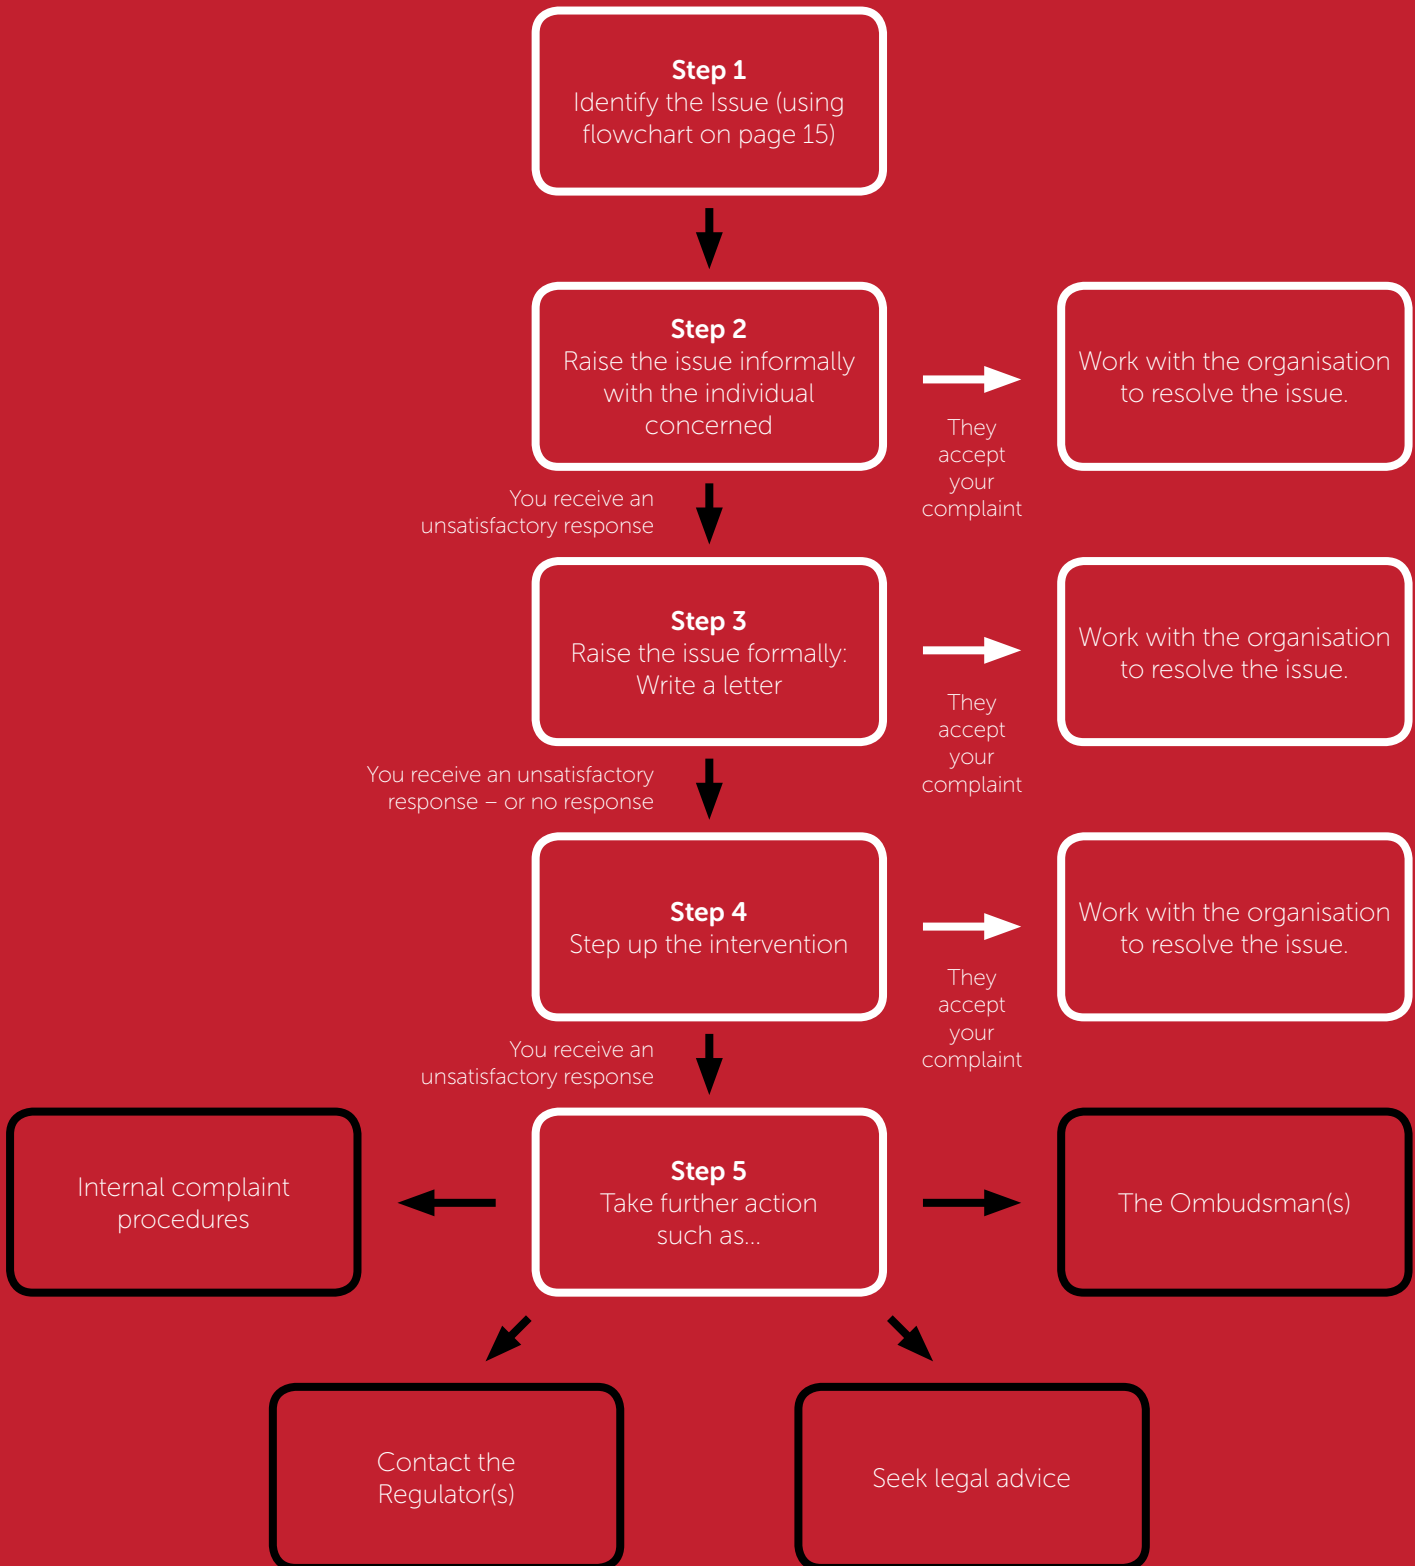 Step 1
Identify the Issue (using
flowchart on page 15)
Step 2
Raise the issue informally
with the individual
concerned
They
accept
your
complaint
Work with the organisation
to resolve the issue.
You receive an
unsatisfactory response
Step 3
Raise the issue formally:
Write a letter
They
accept
your
complaint
Work with the organisation
to resolve the issue.
You receive an unsatisfactory
response – or no response
Step 4
Step up the intervention
They
accept
your
complaint
Work with the organisation
to resolve the issue.
You receive an
unsatisfactory response
Internal complaint
procedures
Step 5
Take further action
such as...
The Ombudsman(s)
Contact the
Regulator(s)
Seek legal advice